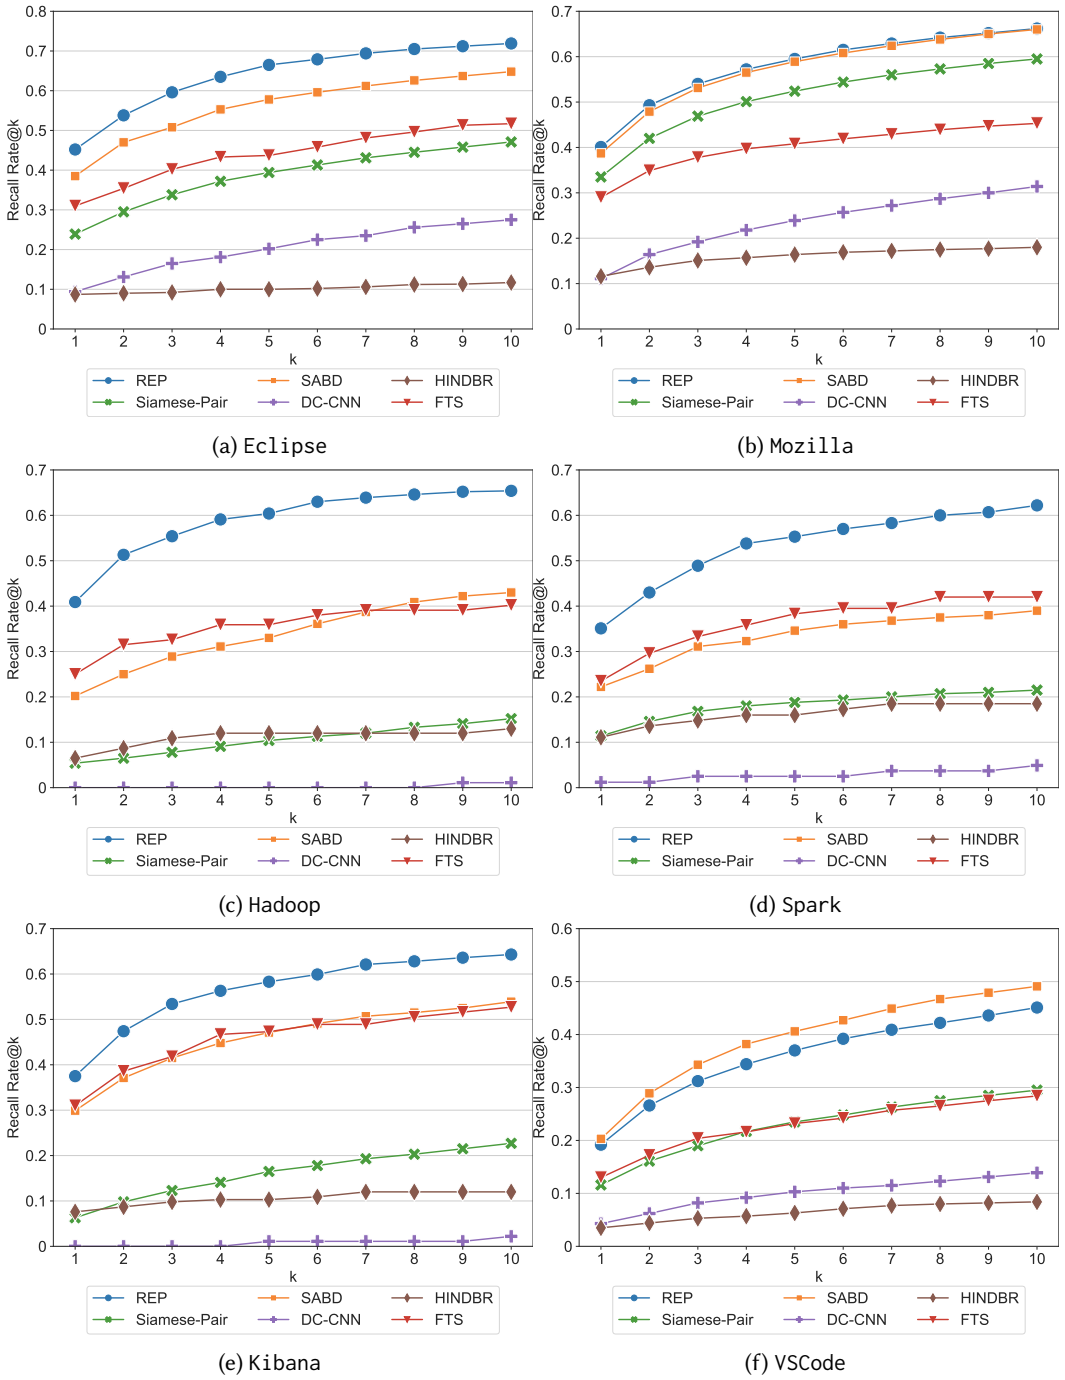 0.8
0.7
0.6
0.5
0.4
0.3
0.2
0.1
0
Recall Rate@k
1 2 3 4 5 6 7 8 9 10
k
REP SABD HINDBR
Siamese-Pair DC-CNN FTS
(a) Eclipse
0.7
0.6
0.5
0.4
0.3
0.2
0.1
0
Recall Rate@k
1 2 3 4 5 6 7 8 9 10
k
REP SABD HINDBR
Siamese-Pair DC-CNN FTS
(b) Mozilla
0.7
0.6
0.5
0.4
0.3
0.2
0.1
0
Recall Rate@k
1 2 3 4 5 6 7 8 9 10
k
REP SABD HINDBR
Siamese-Pair DC-CNN FTS
(c) Hadoop
0.7
0.6
0.5
0.4
0.3
0.2
0.1
0
Recall Rate@k
1 2 3 4 5 6 7 8 9 10
k
REP SABD HINDBR
Siamese-Pair DC-CNN FTS
(d) Spark
0.7
0.6
0.5
0.4
0.3
0.2
0.1
0
Recall Rate@k
1 2 3 4 5 6 7 8 9 10
k
REP SABD HINDBR
Siamese-Pair DC-CNN FTS
(e) Kibana
0.6
0.5
0.4
0.3
0.2
0.1
0
Recall Rate@k
1 2 3 4 5 6 7 8 9 10
k
REP SABD HINDBR
Siamese-Pair DC-CNN FTS
(f) VSCode